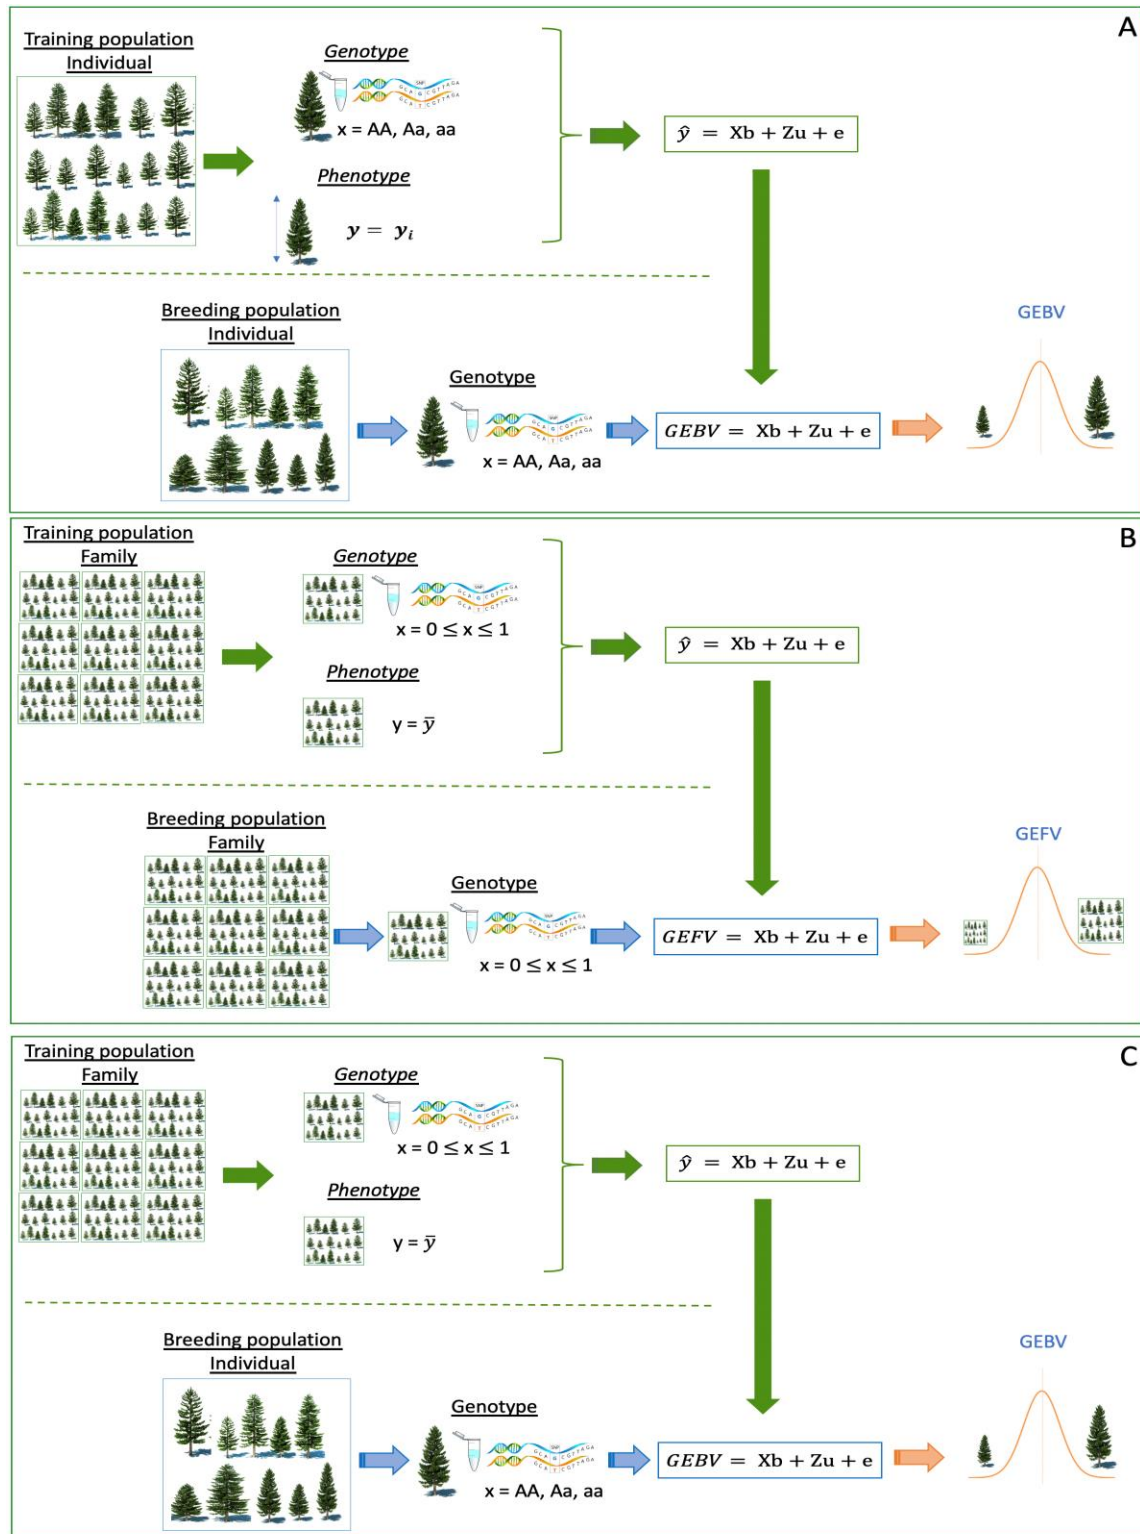 A
Training population
Individual
Genotype
x = AA, Aa, aa
Phenotype
y = yᵢ
ŷ = Xb + Zu + e
Breeding population
Individual
Genotype
x = AA, Aa, aa
GEBV = Xb + Zu + e
GEBV
B
Training population
Family
Genotype
x = 0 ≤ x ≤ 1
Phenotype
y = ȳ
ŷ = Xb + Zu + e
Breeding population
Family
Genotype
x = 0 ≤ x ≤ 1
GEFV = Xb + Zu + e
GEFV
C
Training population
Family
Genotype
x = 0 ≤ x ≤ 1
Phenotype
y = ȳ
ŷ = Xb + Zu + e
Breeding population
Individual
Genotype
x = AA, Aa, aa
GEBV = Xb + Zu + e
GEBV